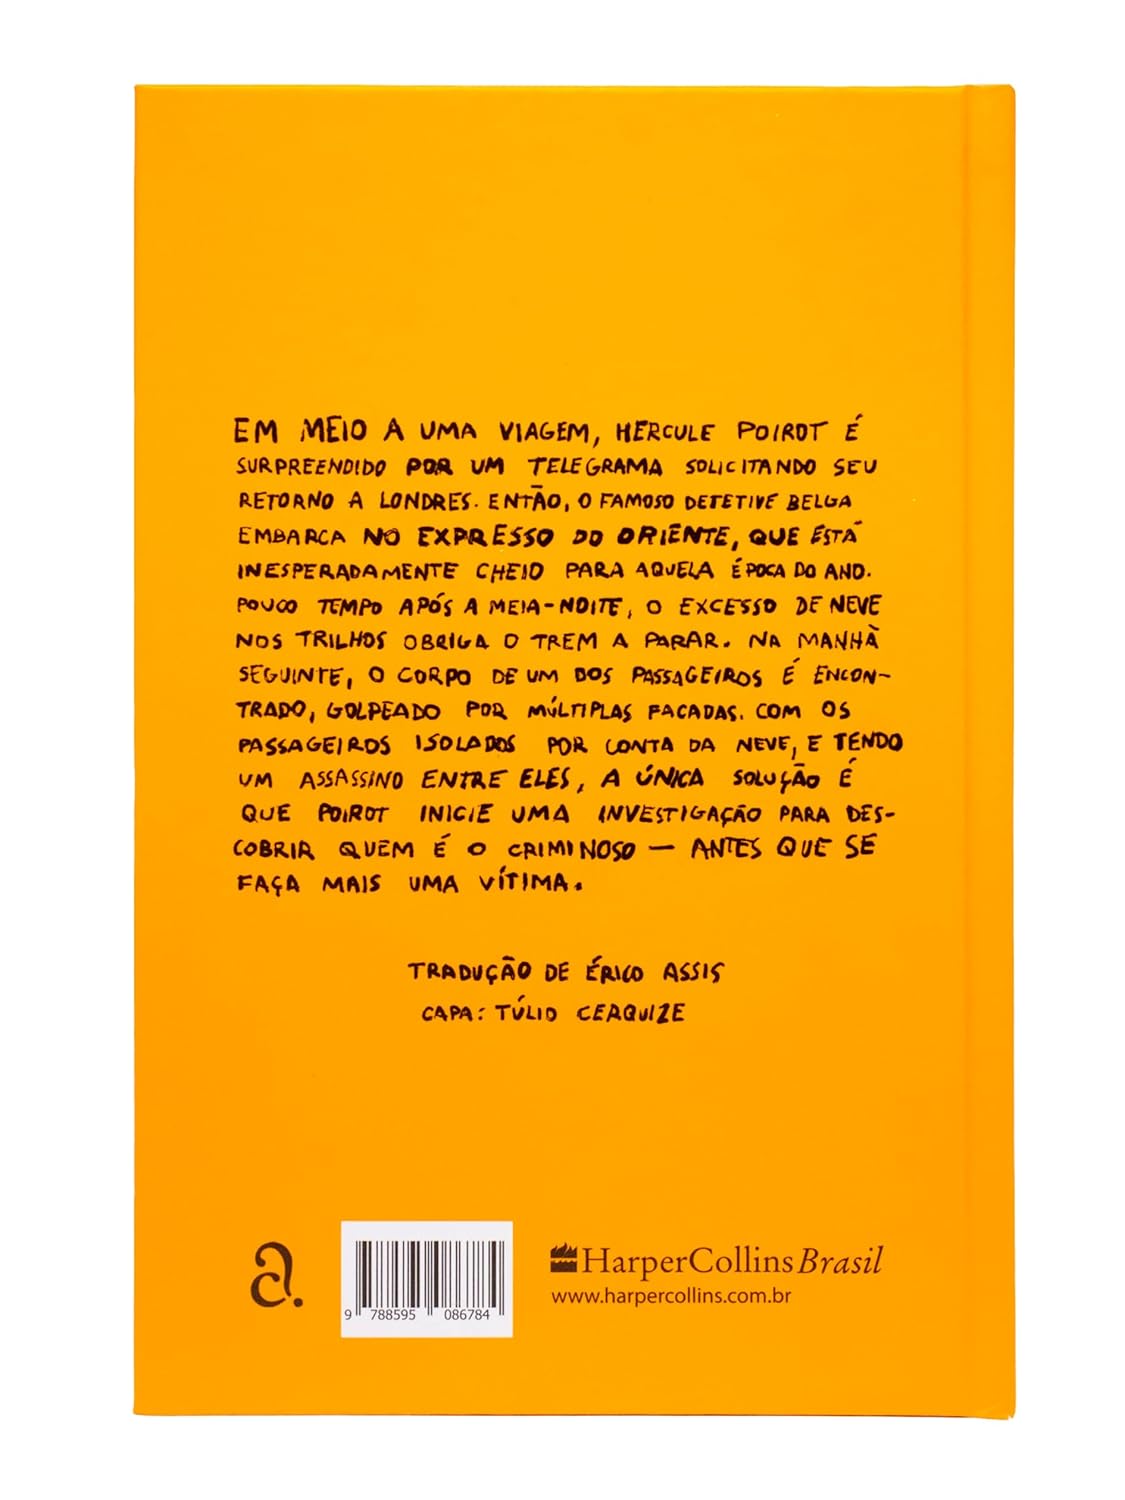 EM MEIO A UMA VIAGEM, HERCULE POIROT É
SURPREENDIDO POR UM TELEGRAMA SOLICITANDO SEU
RETORNO A LONDRES. ENTÃO, O FAMOSO DETETIVE BELGA
EMBARCA NO EXPRESSO DO ORIENTE, QUE ESTÁ
INESPERADAMENTE CHEIO PARA AQUELA ÉPOCA DO ANO.
POUCO TEMPO APÓS A MEIA-NOITE, O EXCESSO DE NEVE
NOS TRILHOS OBRIGA O TREM A PARAR. NA MANHÃ
SEGUINTE, O CORPO DE UM DOS PASSAGEIROS É ENCON-
TRADO, GOLPEADO POR MÚLTIPLAS FACADAS. COM OS
PASSAGEIROS ISOLADOS POR CONTA DA NEVE, E TENDO
UM ASSASSINO ENTRE ELES, A ÚNICA SOLUÇÃO É
QUE POIROT INICIE UMA INVESTIGAÇÃO PARA DES-
COBRIR QUEM É O CRIMINOSO — ANTES QUE SE
FAÇA MAIS UMA VÍTIMA.
TRADUÇÃO DE ÉRICO ASSIS
CAPA: TÚLIO CERQUIZE
a.
9 788595 086784
HarperCollins Brasil
www.harpercollins.com.br